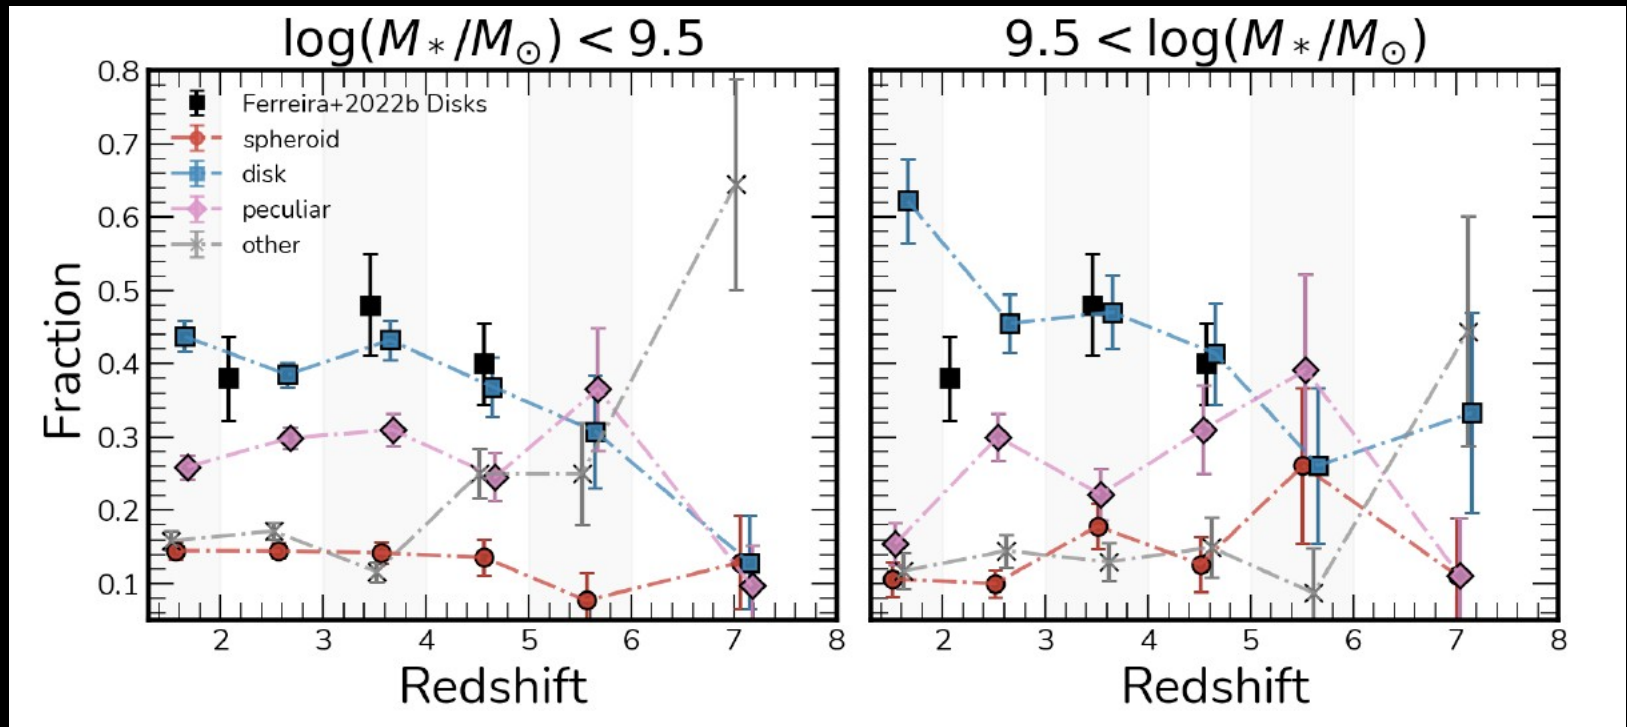 log(M∗/M⊙) < 9.5
9.5 < log(M∗/M⊙)
Fraction
0.8
0.7
0.6
0.5
0.4
0.3
0.2
0.1
Ferreira+2022b Disks
spheroid
disk
peculiar
other
2 3 4 5 6 7 8
2 3 4 5 6 7 8
Redshift
Redshift